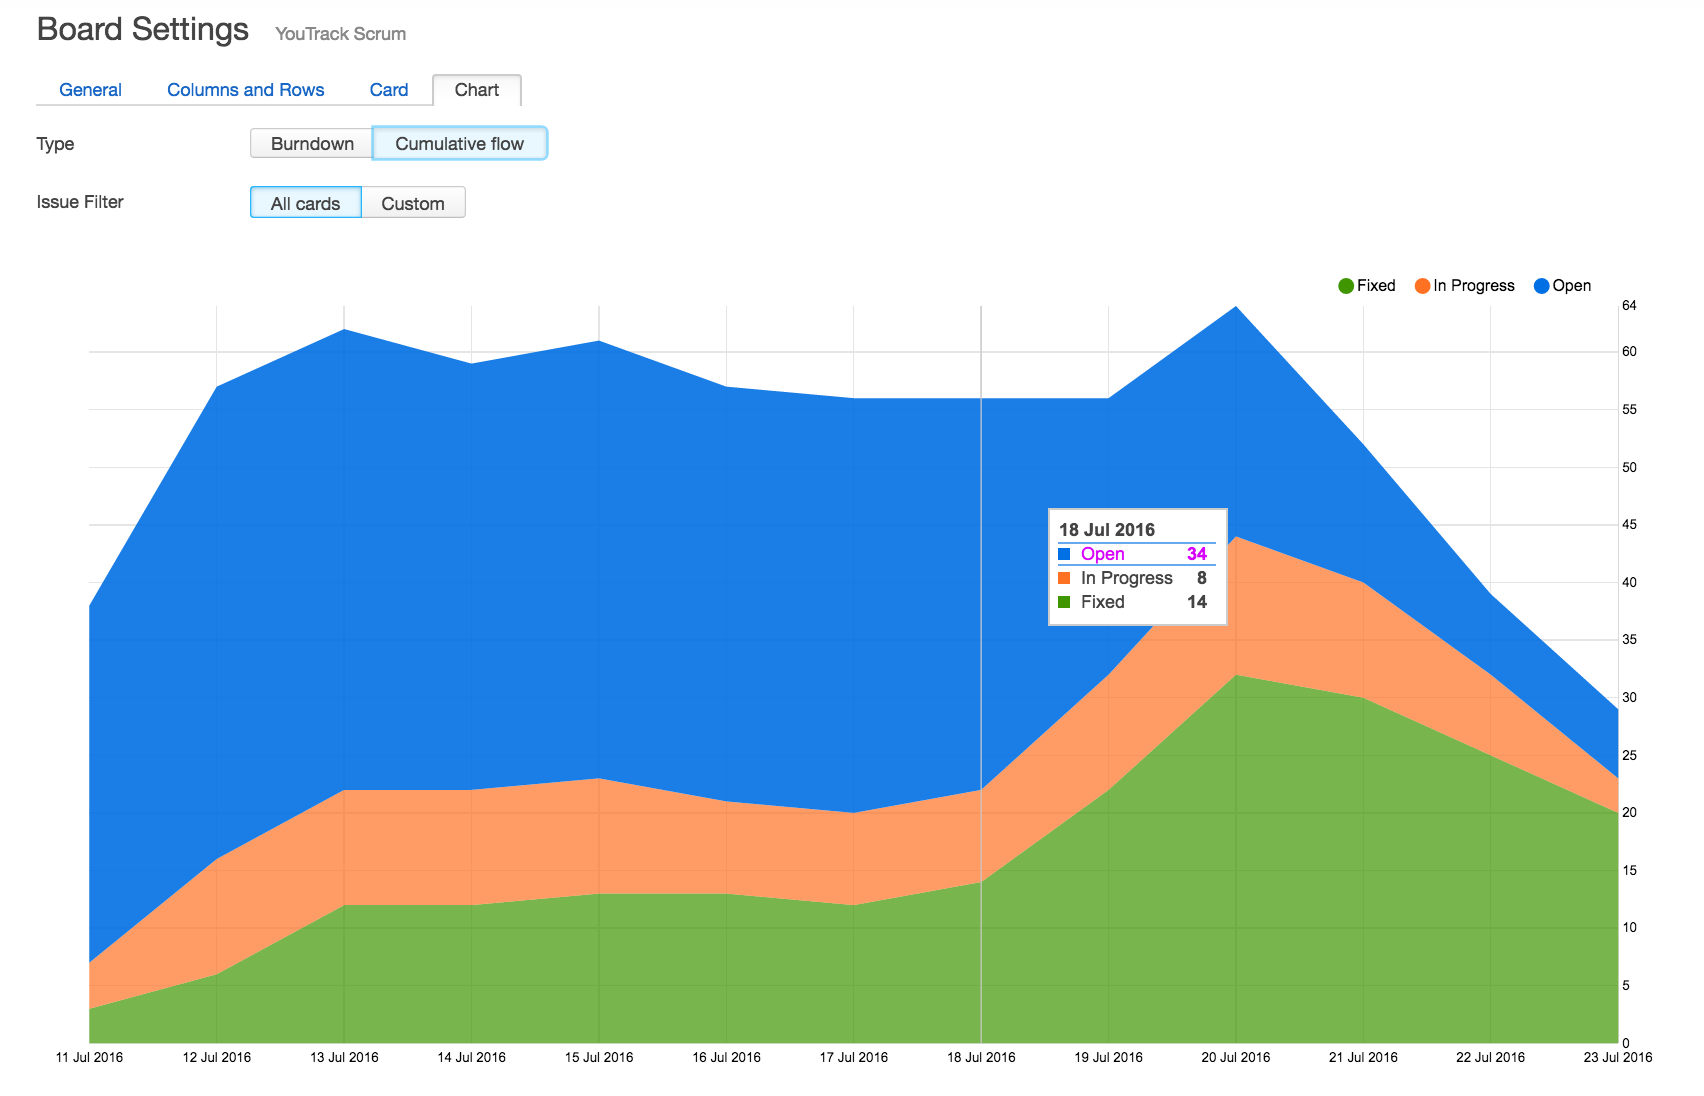 Board Settings YouTrack Scrum
General Columns and Rows Card Chart
Type Burndown Cumulative flow
Issue Filter All cards Custom
Fixed In Progress Open
64
60
55
50
45
40
35
30
25
20
15
10
5
0
18 Jul 2016
Open 34
In Progress 8
Fixed 14
11 Jul 2016 12 Jul 2016 13 Jul 2016 14 Jul 2016 15 Jul 2016 16 Jul 2016 17 Jul 2016 18 Jul 2016 19 Jul 2016 20 Jul 2016 21 Jul 2016 22 Jul 2016 23 Jul 2016